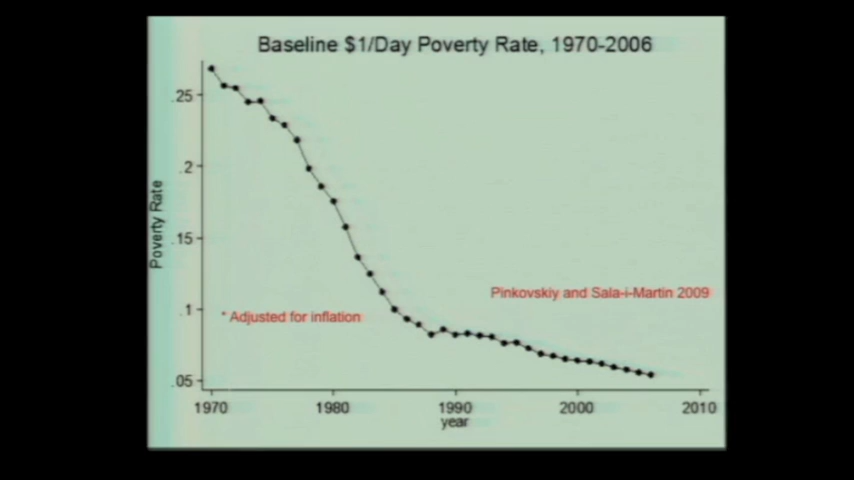 Baseline $1/Day Poverty Rate, 1970-2006
.25
.2
.15
.1
.05
Poverty Rate
Pinkovskiy and Sala-i-Martin 2009
* Adjusted for inflation
1970 1980 1990 2000 2010
year